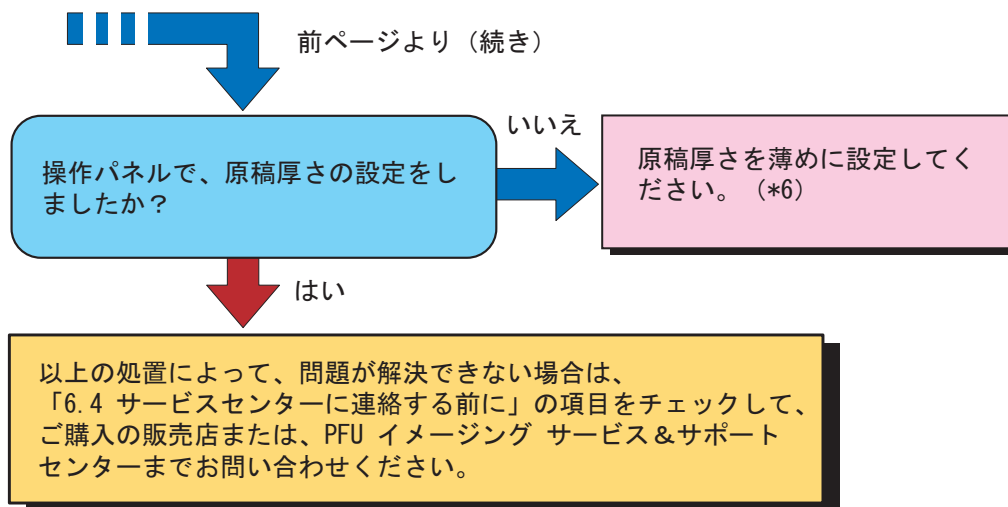 前ページより（続き）
操作パネルで、原稿厚さの設定をし
ましたか？
いいえ
原稿厚さを薄めに設定してく
ださい。（*6）
はい
以上の処置によって、問題が解決できない場合は、
「6.4 サービスセンターに連絡する前に」の項目をチェックして、
ご購入の販売店または、PFU イメージング サービス＆サポート
センターまでお問い合わせください。